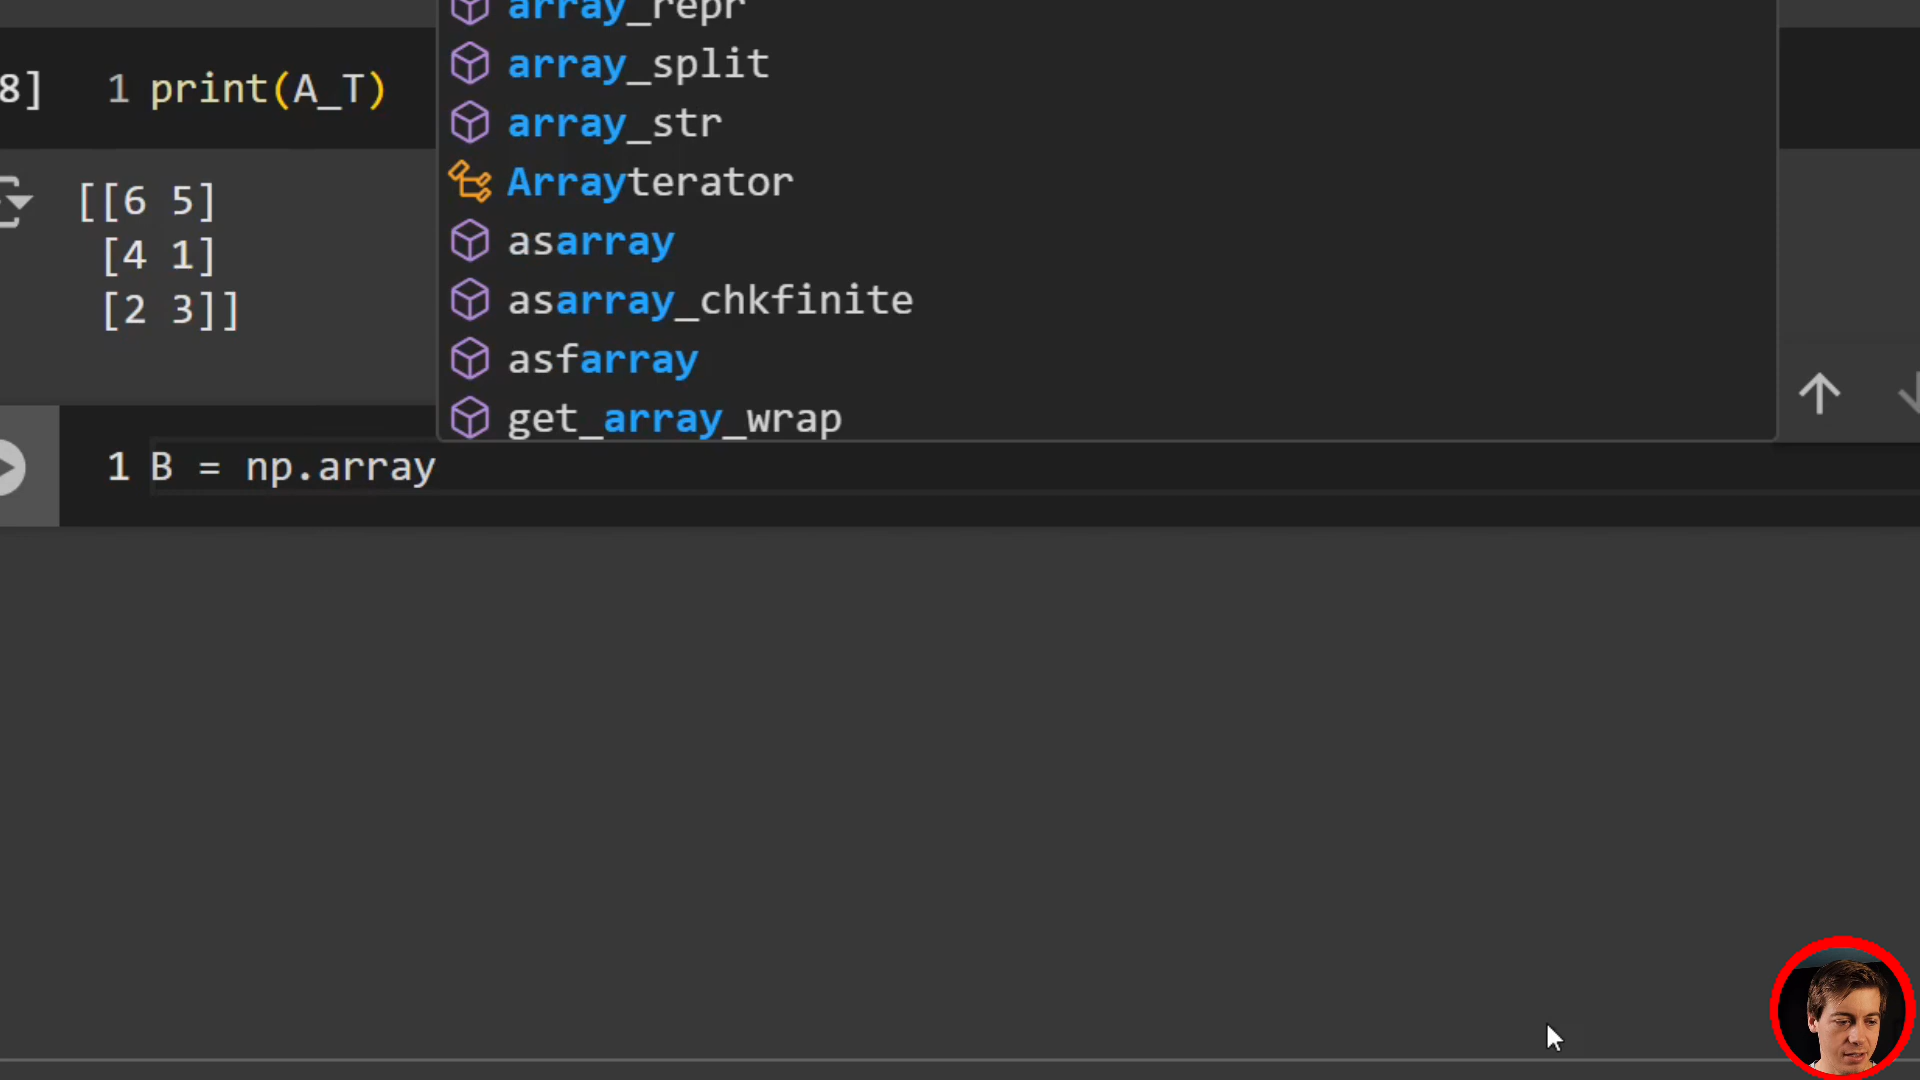 array_repr
array_split
8] 1 print(A_T)
array_str
Arrayterator
[[6 5]
asarray
[4 1]
asarray_chkfinite
[2 3]]
asfarray
get_array_wrap
1 B = np.array